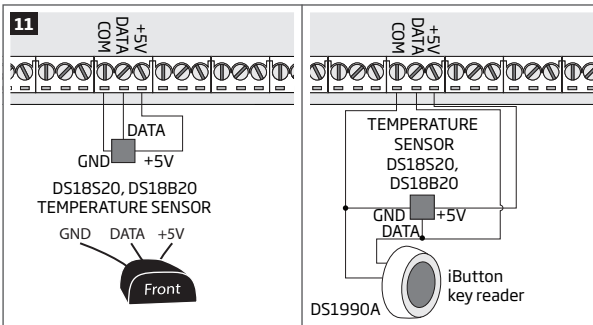 11
COM
DATA
+5V
DATA
GND
+5V
DS18S20, DS18B20
TEMPERATURE SENSOR
GND DATA +5V
Front
COM
DATA
+5V
TEMPERATURE
SENSOR
DS18S20,
DS18B20
GND
+5V
DATA
iButton
key reader
DS1990A